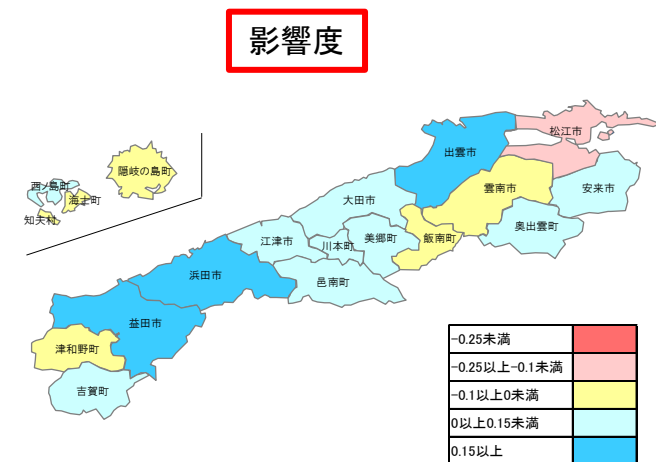 影響度
松江市
出雲市
隠岐の島町
西ノ島町
海士町
知夫村
雲南市
安来市
大田市
奥出雲町
飯南町
美郷町
川本町
江津市
邑南町
浜田市
益田市
津和野町
吉賀町
-0.25未満
-0.25以上-0.1未満
-0.1以上0未満
0以上0.15未満
0.15以上